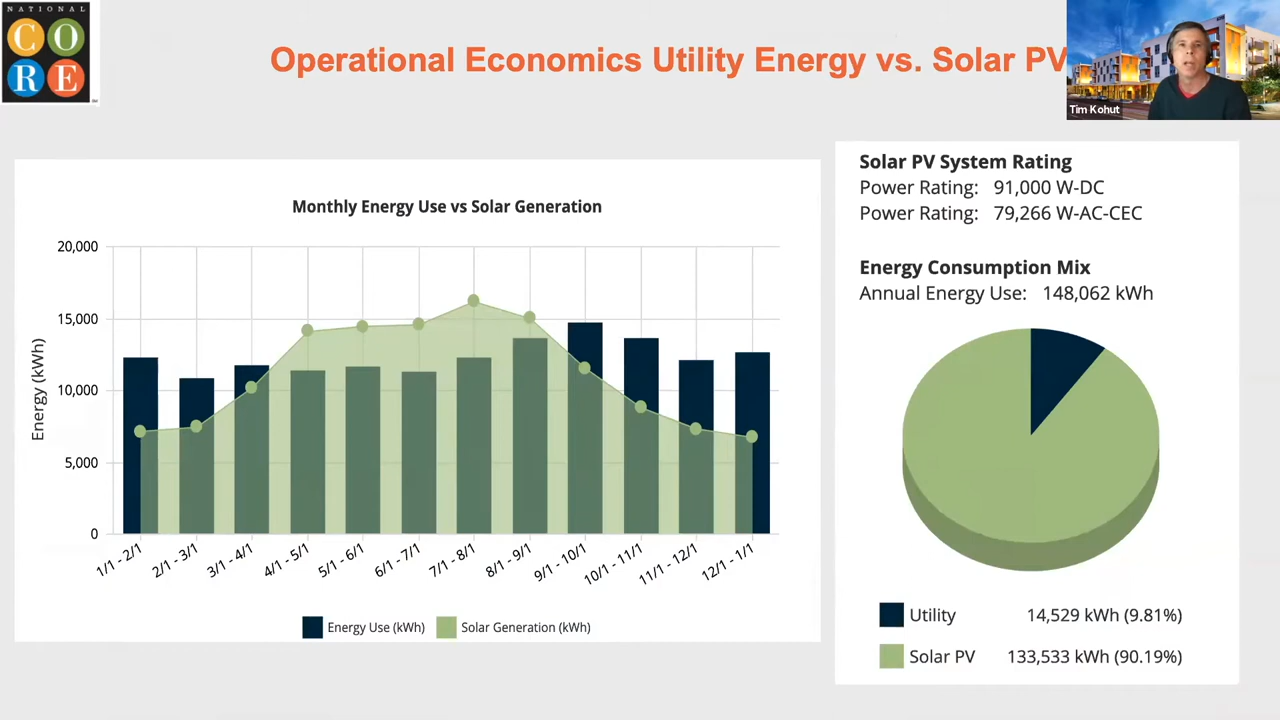 NATIONAL
CORE
Operational Economics Utility Energy vs. Solar PV
Tim Kohut
Monthly Energy Use vs Solar Generation
Energy (kWh)
20,000
15,000
10,000
5,000
0
1/1 - 2/1
2/1 - 3/1
3/1 - 4/1
4/1 - 5/1
5/1 - 6/1
6/1 - 7/1
7/1 - 8/1
8/1 - 9/1
9/1 - 10/1
10/1 - 11/1
11/1 - 12/1
12/1 - 1/1
Energy Use (kWh)
Solar Generation (kWh)
Solar PV System Rating
Power Rating: 91,000 W-DC
Power Rating: 79,266 W-AC-CEC
Energy Consumption Mix
Annual Energy Use: 148,062 kWh
Utility 14,529 kWh (9.81%)
Solar PV 133,533 kWh (90.19%)